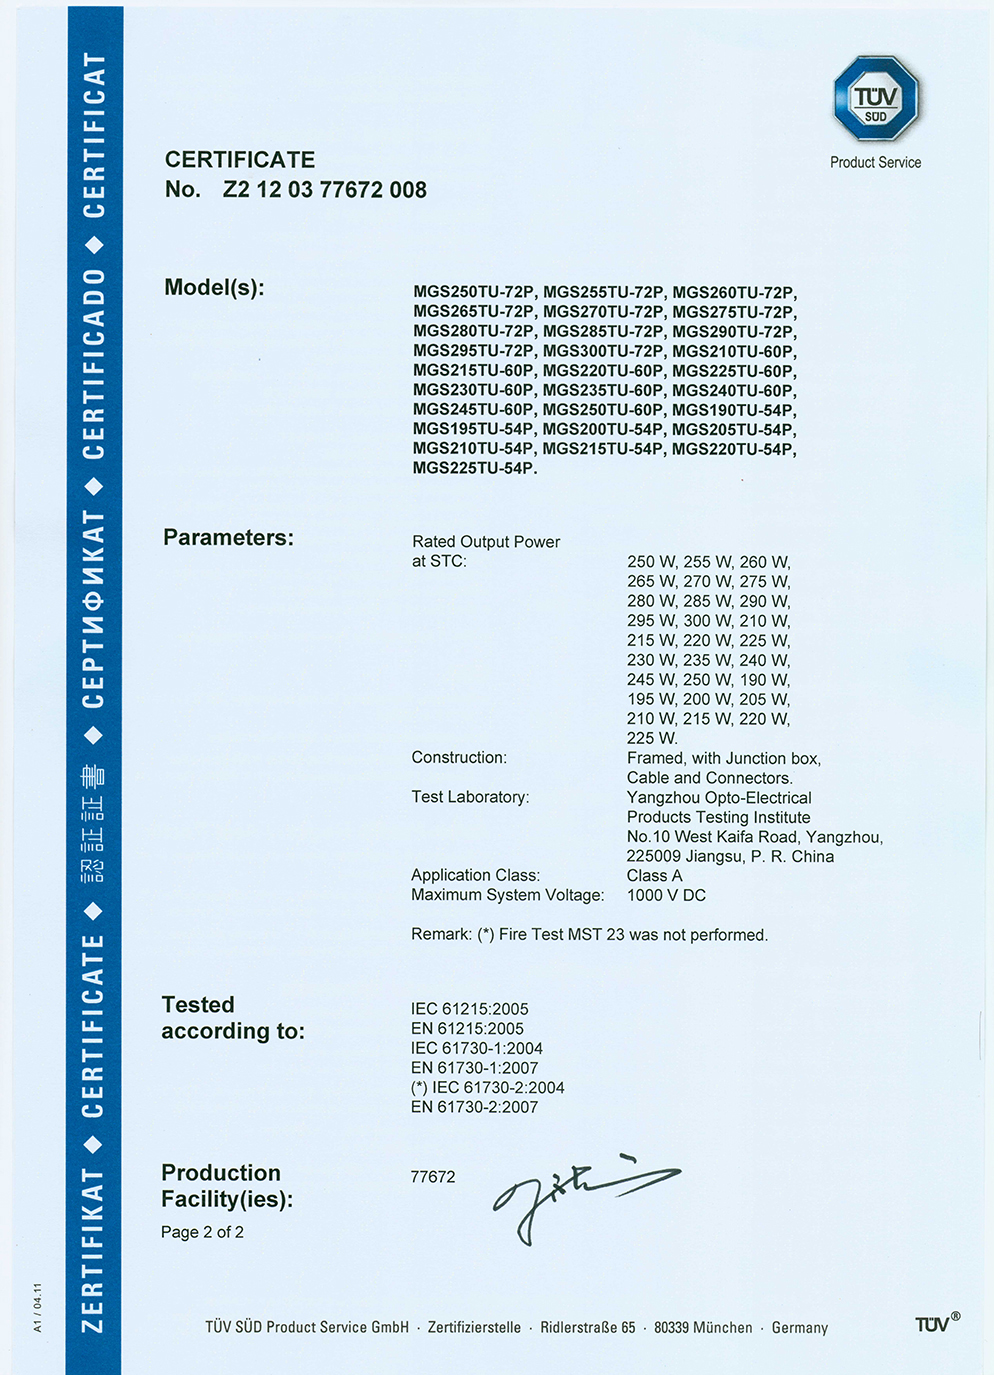 ZERTIFIKAT ◆ CERTIFICATE ◆ 認証証書 ◆ СЕРТИФИКАТ ◆ CERTIFICADO ◆ CERTIFICAT
TÜV
SÜD
Product Service
CERTIFICATE
No. Z2 12 03 77672 008
Model(s):
MGS250TU-72P, MGS255TU-72P, MGS260TU-72P,
MGS265TU-72P, MGS270TU-72P, MGS275TU-72P,
MGS280TU-72P, MGS285TU-72P, MGS290TU-72P,
MGS295TU-72P, MGS300TU-72P, MGS210TU-60P,
MGS215TU-60P, MGS220TU-60P, MGS225TU-60P,
MGS230TU-60P, MGS235TU-60P, MGS240TU-60P,
MGS245TU-60P, MGS250TU-60P, MGS190TU-54P,
MGS195TU-54P, MGS200TU-54P, MGS205TU-54P,
MGS210TU-54P, MGS215TU-54P, MGS220TU-54P,
MGS225TU-54P.
Parameters:
Rated Output Power
at STC:
250 W, 255 W, 260 W,
265 W, 270 W, 275 W,
280 W, 285 W, 290 W,
295 W, 300 W, 210 W,
215 W, 220 W, 225 W,
230 W, 235 W, 240 W,
245 W, 250 W, 190 W,
195 W, 200 W, 205 W,
210 W, 215 W, 220 W,
225 W.
Construction: Framed, with Junction box,
Cable and Connectors.
Test Laboratory: Yangzhou Opto-Electrical
Products Testing Institute
No.10 West Kaifa Road, Yangzhou,
225009 Jiangsu, P. R. China
Application Class: Class A
Maximum System Voltage: 1000 V DC
Remark: (*) Fire Test MST 23 was not performed.
Tested
according to:
IEC 61215:2005
EN 61215:2005
IEC 61730-1:2004
EN 61730-1:2007
(*) IEC 61730-2:2004
EN 61730-2:2007
Production
Facility(ies):
77672
Page 2 of 2
A1 / 04.11
TÜV SÜD Product Service GmbH · Zertifizierstelle · Ridlerstraße 65 · 80339 München · Germany
TÜV®